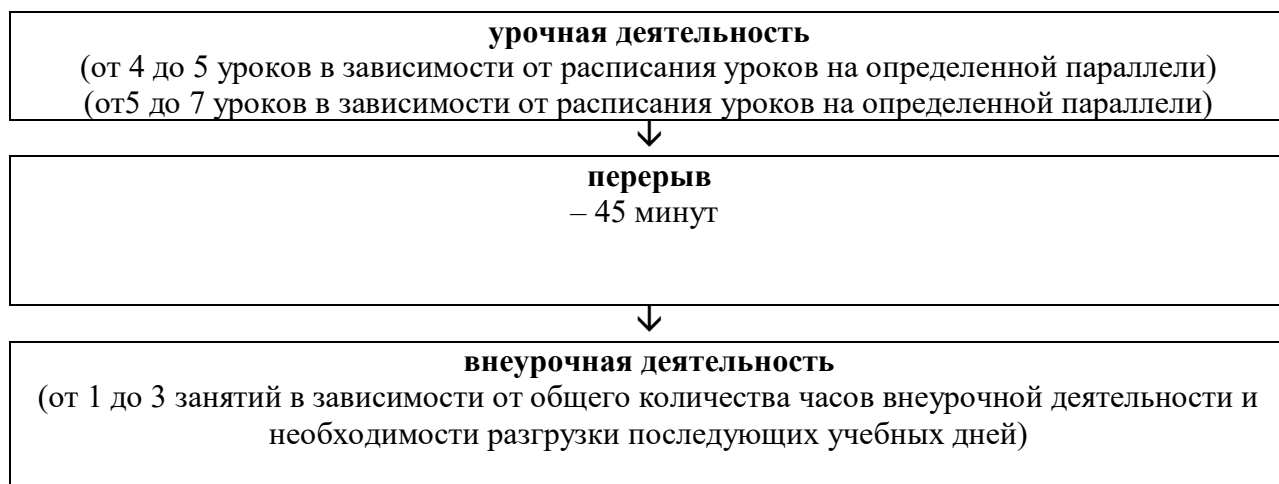 урочная деятельность
(от 4 до 5 уроков в зависимости от расписания уроков на определенной параллели)
(от5 до 7 уроков в зависимости от расписания уроков на определенной параллели)
перерыв
– 45 минут
внеурочная деятельность
(от 1 до 3 занятий в зависимости от общего количества часов внеурочной деятельности и
необходимости разгрузки последующих учебных дней)